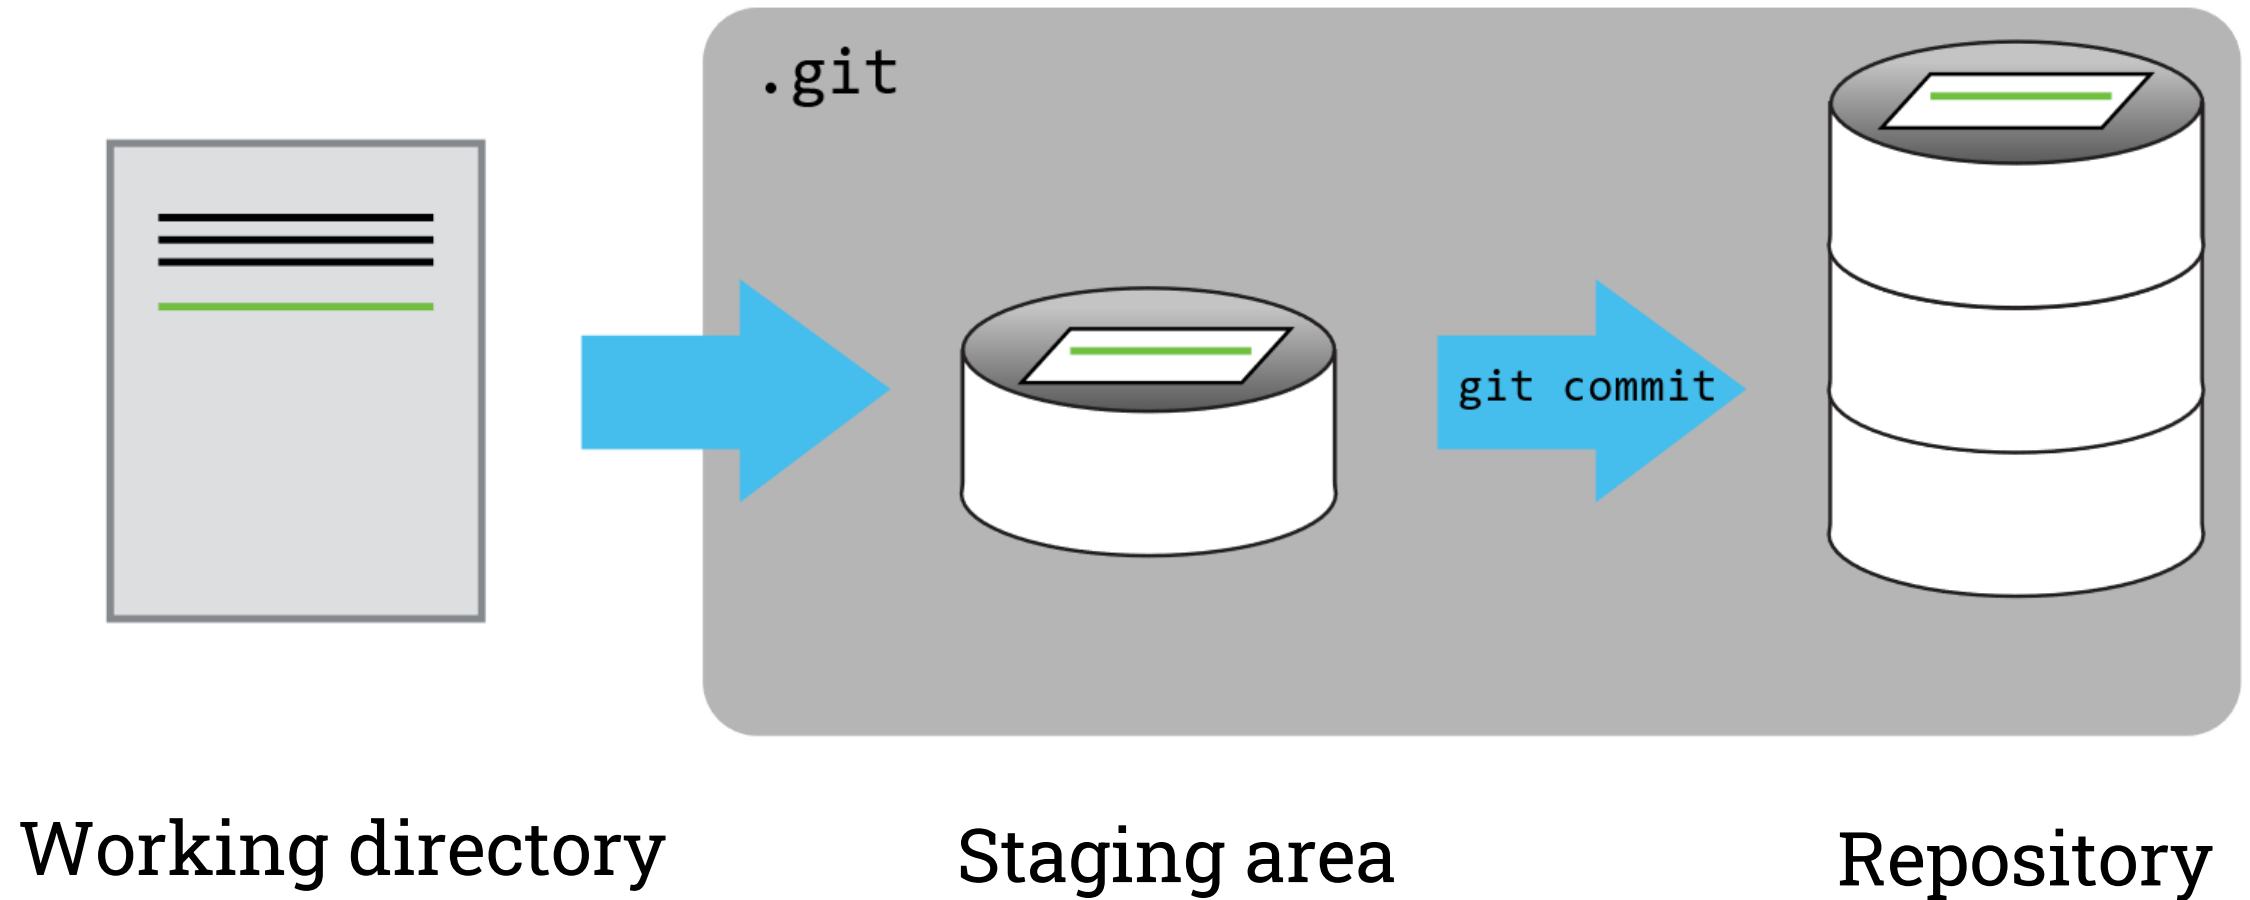 .git
git commit
Working directory
Staging area
Repository